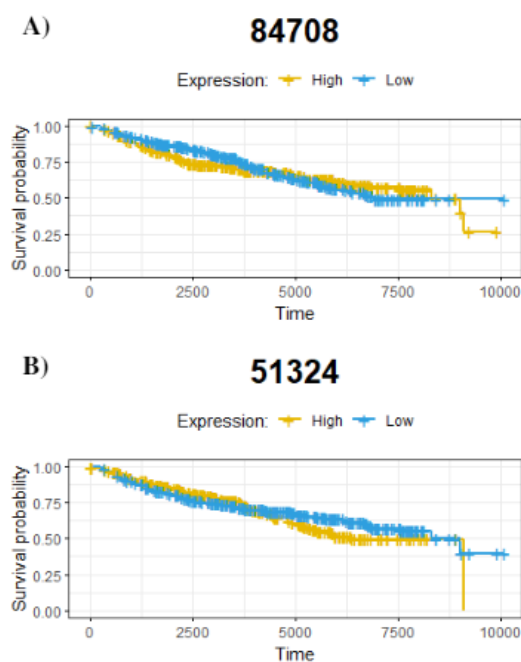 A)
84708
Expression: High Low
Survival probability
1.00
0.75
0.50
0.25
0.00
0 2500 5000 7500 10000
Time
B)
51324
Expression: High Low
Survival probability
1.00
0.75
0.50
0.25
0.00
0 2500 5000 7500 10000
Time